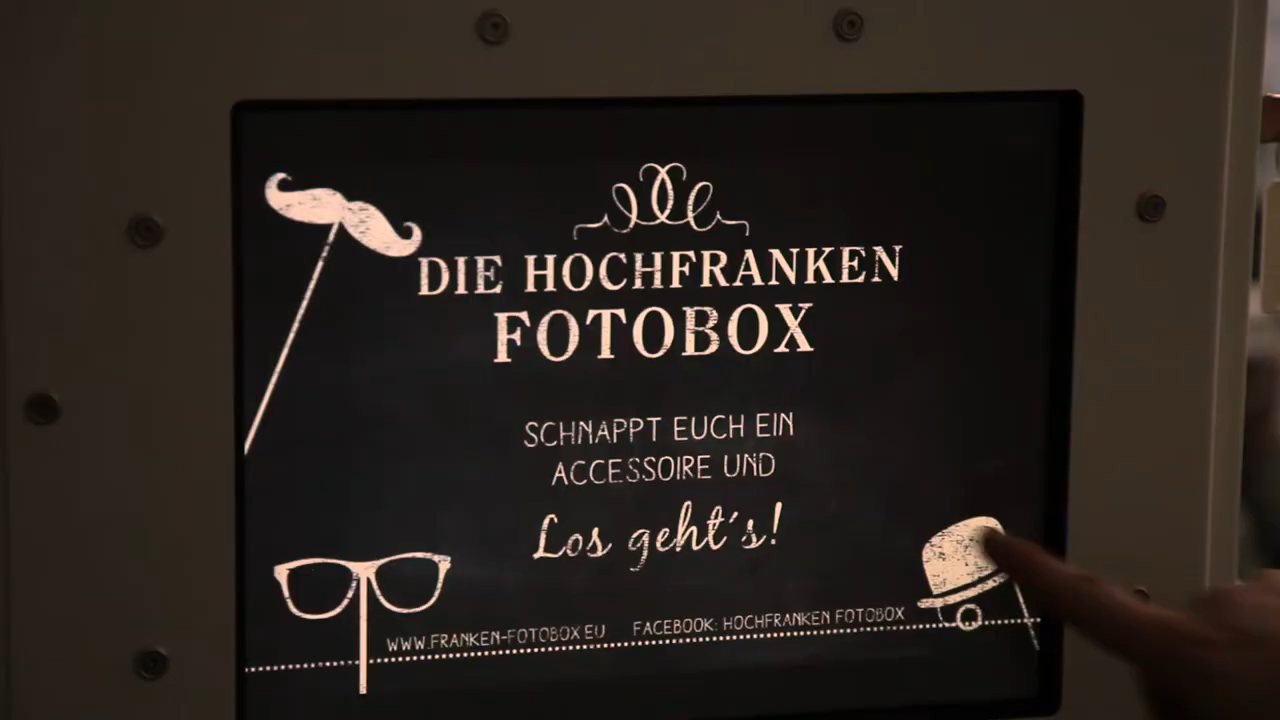 DIE HOCHFRANKEN
FOTOBOX
SCHNAPPT EUCH EIN
ACCESSOIRE UND
Los geht´s!
WWW.FRANKEN-FOTOBOX.EU FACEBOOK: HOCHFRANKEN FOTOBOX